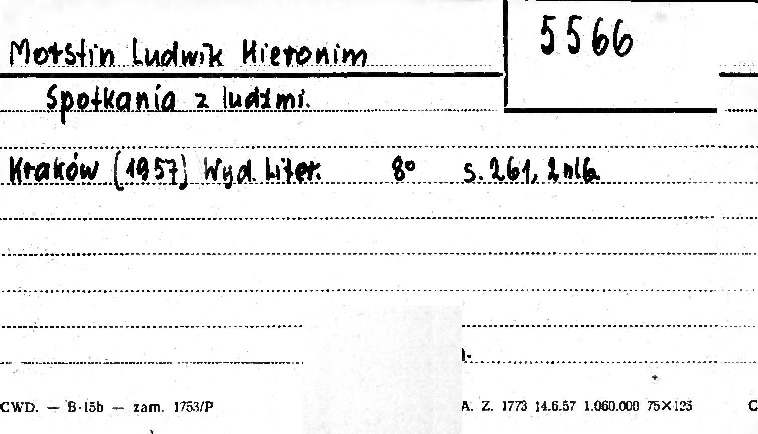 5566
Morstin Ludwik Hieronim
Spotkania z ludźmi.
Kraków [1957] Wyd. Liter. 8° s. 261, 2 nlb.
CWD. — B-15b — zam. 1753/P A. Z. 1773 14.6.57 1.060.000 75×125 C